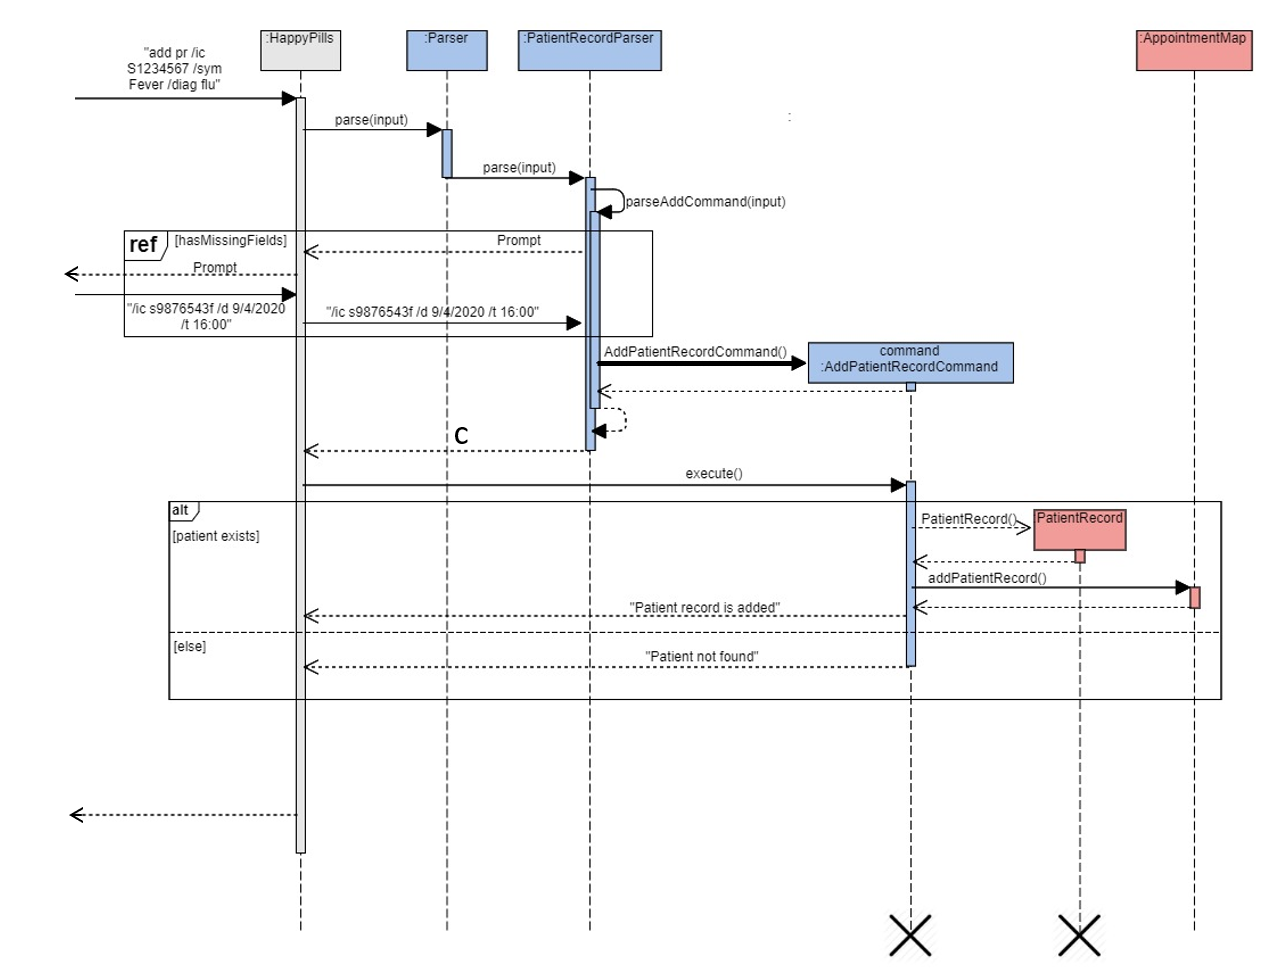 :HappyPills
:Parser
:PatientRecordParser
:AppointmentMap
"add pr /ic
S1234567 /sym
Fever /diag flu"
:
parse(input)
parse(input)
parseAddCommand(input)
ref
[hasMissingFields]
Prompt
Prompt
"/ic s9876543f /d 9/4/2020
/t 16:00"
"/ic s9876543f /d 9/4/2020 /t 16:00"
AddPatientRecordCommand()
command
:AddPatientRecordCommand
C
execute()
alt
[patient exists]
PatientRecord()
PatientRecord
addPatientRecord()
"Patient record is added"
[else]
"Patient not found"